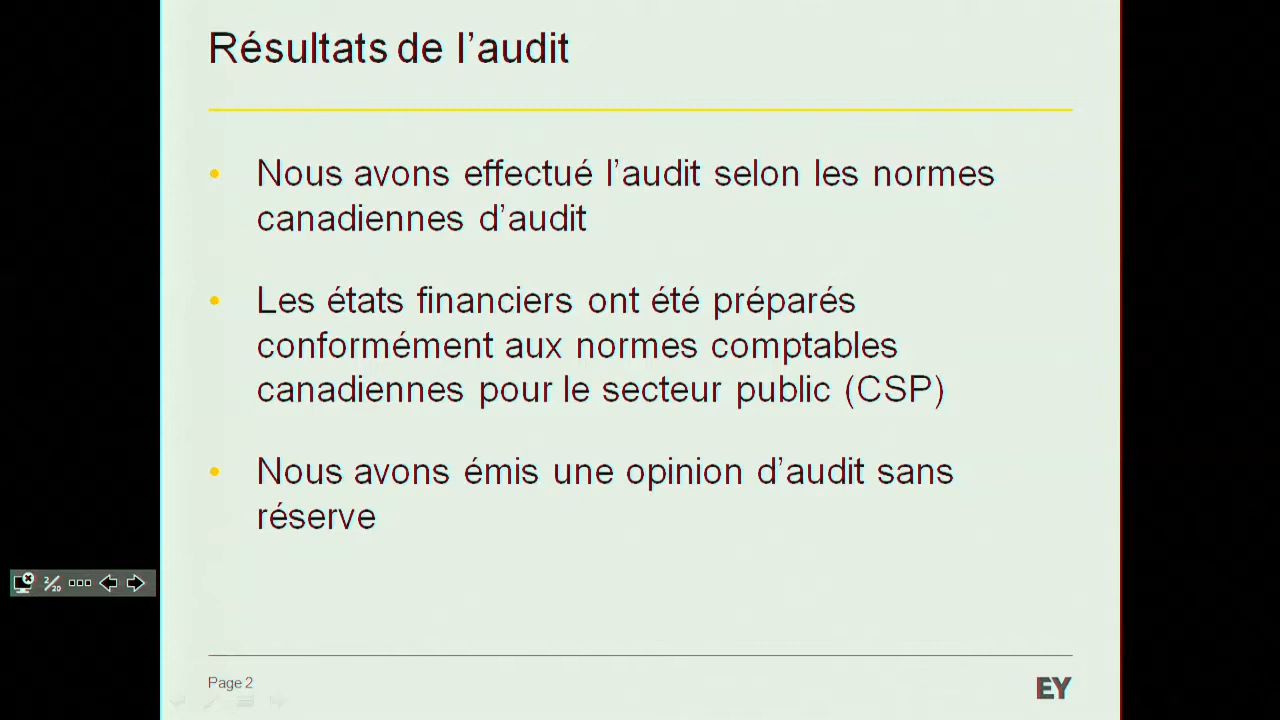 Résultats de l’audit
• Nous avons effectué l’audit selon les normes
canadiennes d’audit
• Les états financiers ont été préparés
conformément aux normes comptables
canadiennes pour le secteur public (CSP)
• Nous avons émis une opinion d’audit sans
réserve
2/20
Page 2
EY